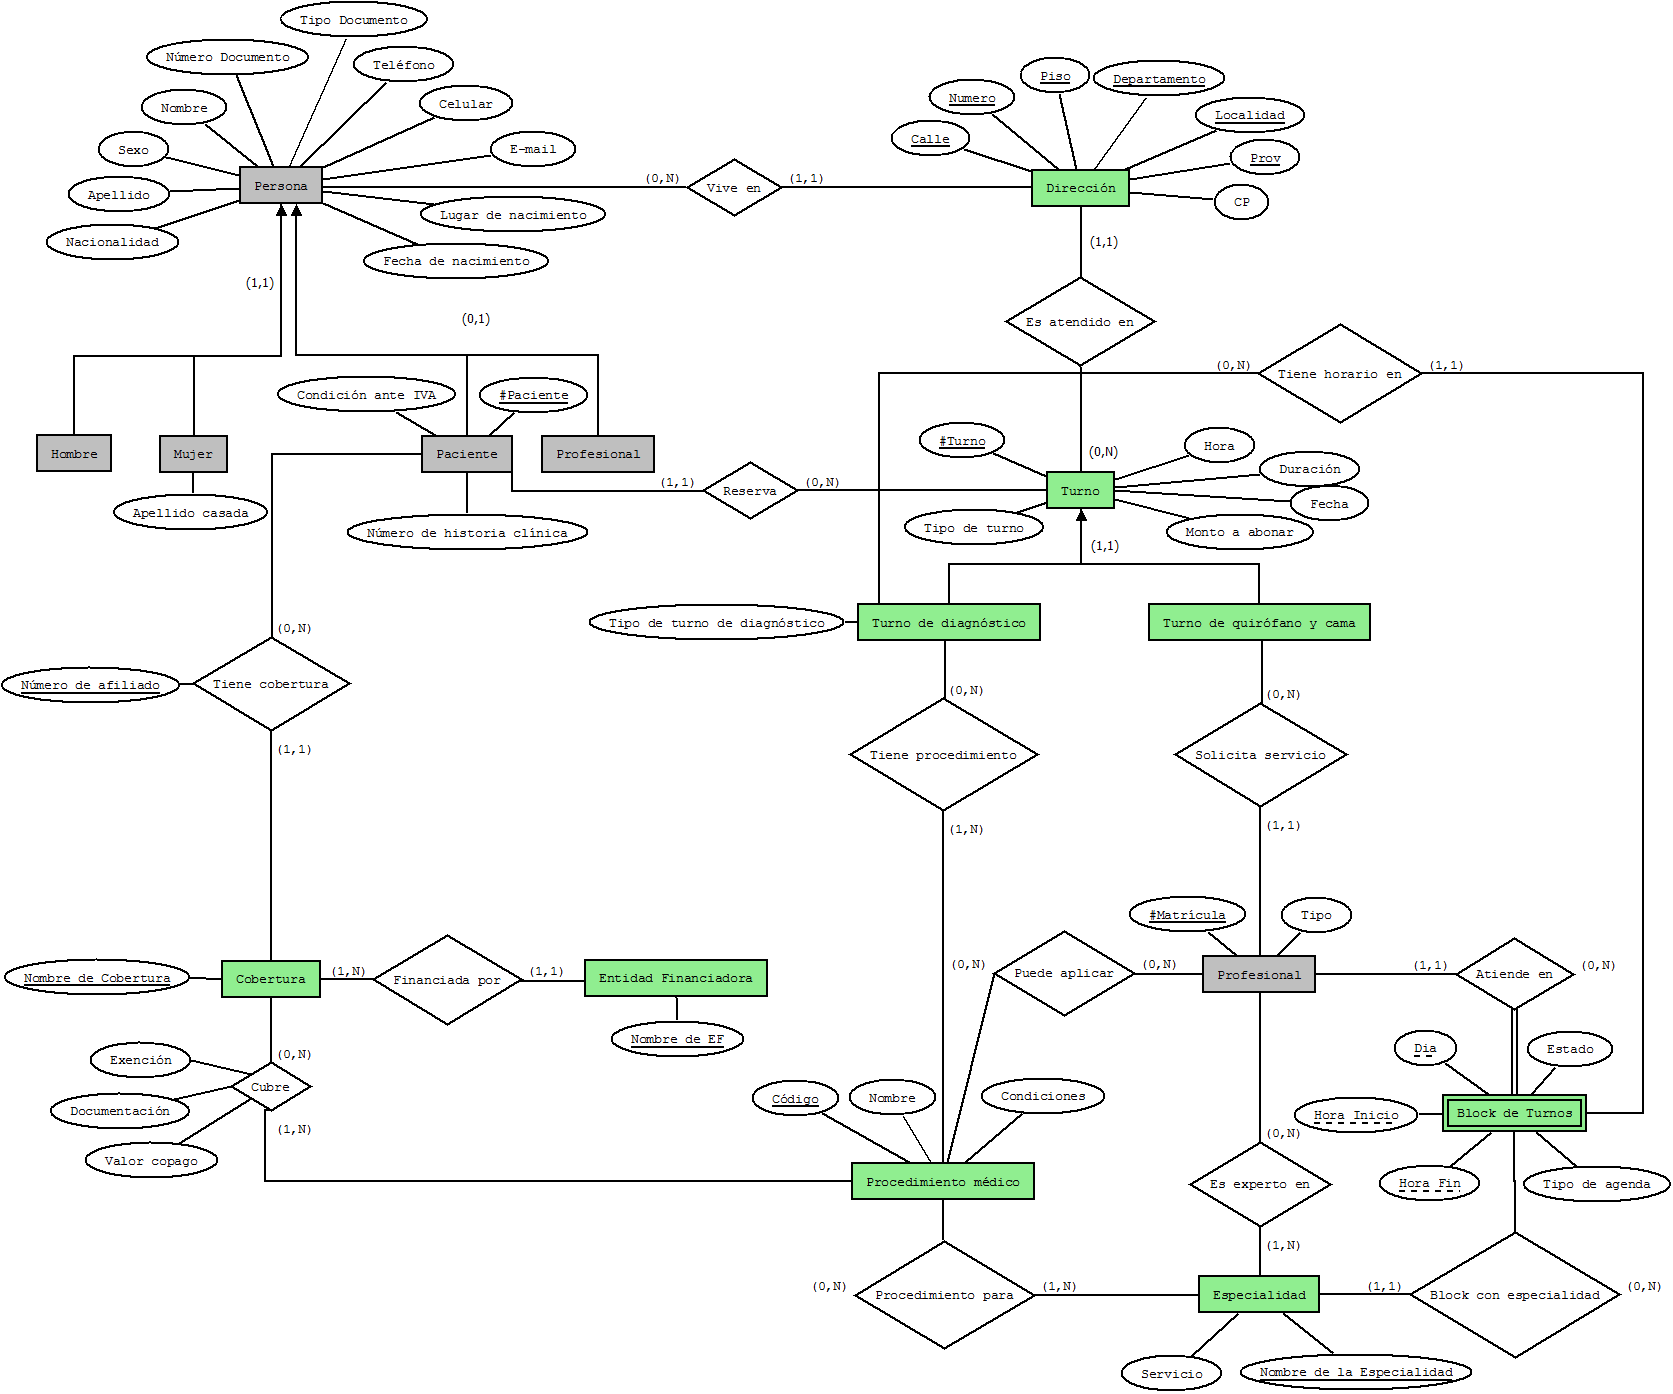 Tipo Documento
Número Documento
Teléfono
Nombre
Celular
Sexo
E-mail
Apellido
Persona
Nacionalidad
Lugar de nacimiento
Fecha de nacimiento
(0,N)
Vive en
(1,1)
Piso
Departamento
Numero
Localidad
Calle
Prov
Dirección
CP
(1,1)
(1,1)
(0,1)
Es atendido en
(0,N)
Tiene horario en
(1,1)
Condición ante IVA
#Paciente
Hombre
Mujer
Paciente
Profesional
Apellido casada
Número de historia clínica
(1,1)
Reserva
(0,N)
#Turno
(0,N)
Hora
Duración
Turno
Fecha
Tipo de turno
Monto a abonar
(1,1)
Tipo de turno de diagnóstico
Turno de diagnóstico
Turno de quirófano y cama
(0,N)
Número de afiliado
Tiene cobertura
(1,1)
(0,N)
(0,N)
Tiene procedimiento
Solicita servicio
(1,N)
(1,1)
#Matrícula
Tipo
Nombre de Cobertura
Cobertura
(1,N)
Financiada por
(1,1)
Entidad Financiadora
Nombre de EF
(0,N)
Puede aplicar
(0,N)
Profesional
(1,1)
Atiende en
(0,N)
Exención
(0,N)
Cubre
Documentación
(1,N)
Valor copago
Código
Nombre
Condiciones
Procedimiento médico
Dia
Estado
Hora Inicio
Block de Turnos
Hora Fin
Tipo de agenda
(0,N)
Es experto en
(1,N)
(0,N)
Procedimiento para
(1,N)
Especialidad
(1,1)
Block con especialidad
(0,N)
Servicio
Nombre de la Especialidad